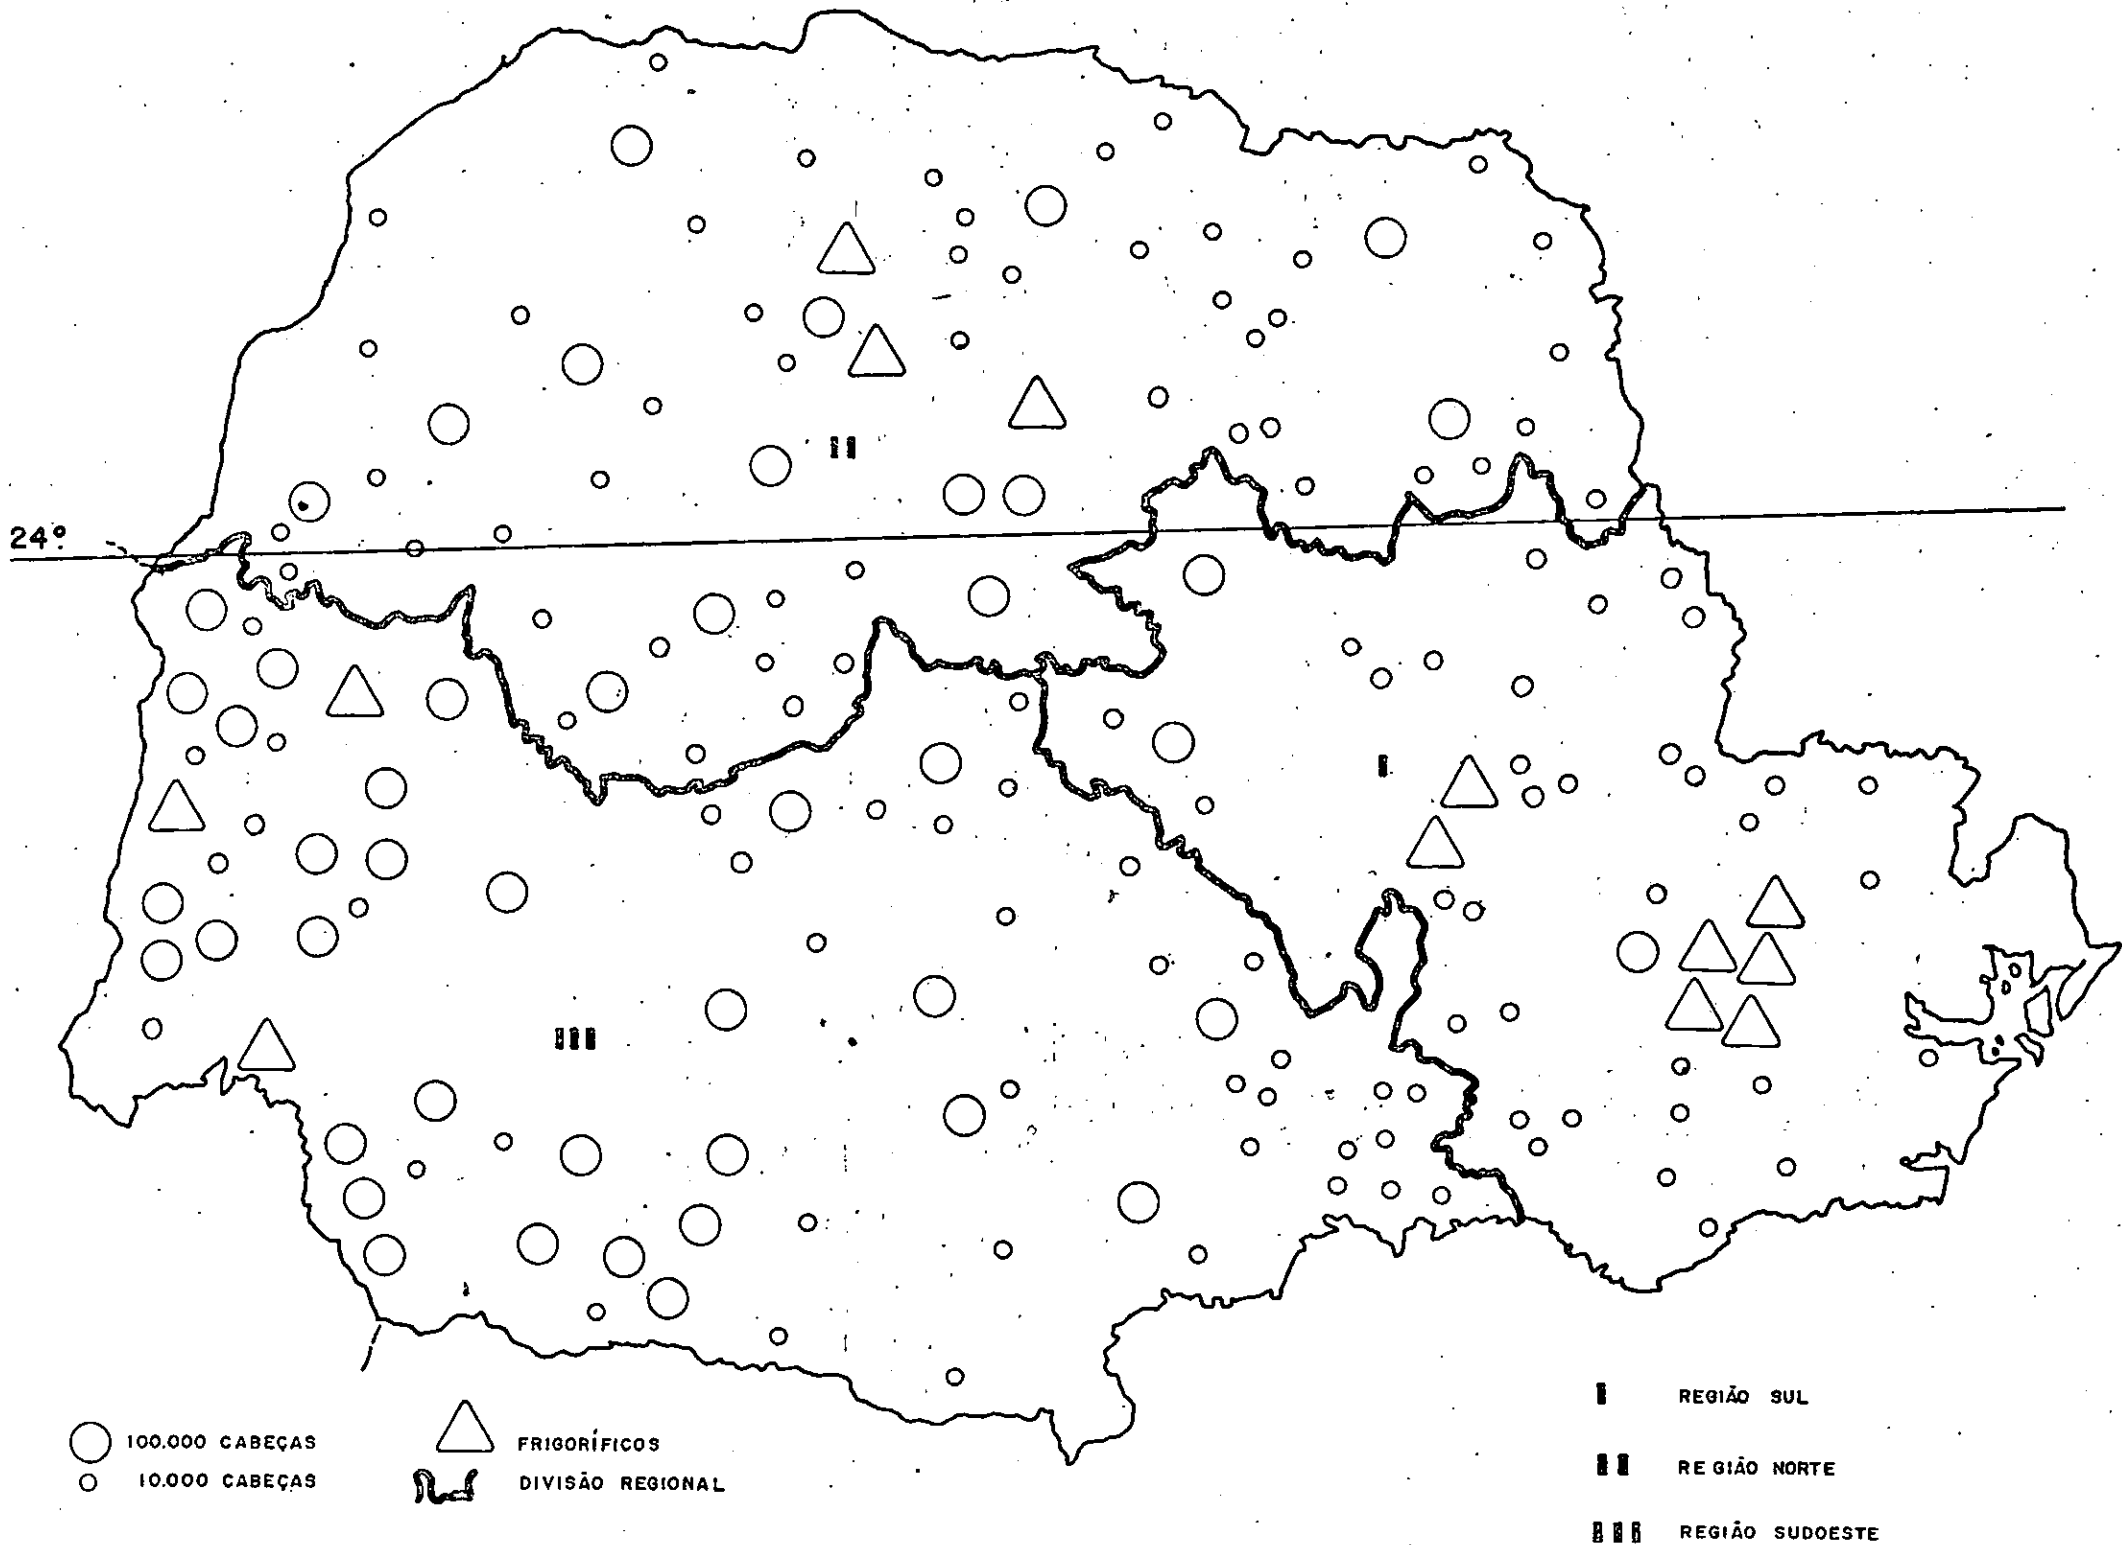 II
24º
I
III
100.000 CABEÇAS
10.000 CABEÇAS
FRIGORÍFICOS
DIVISÃO REGIONAL
I REGIÃO SUL
II REGIÃO NORTE
III REGIÃO SUDOESTE